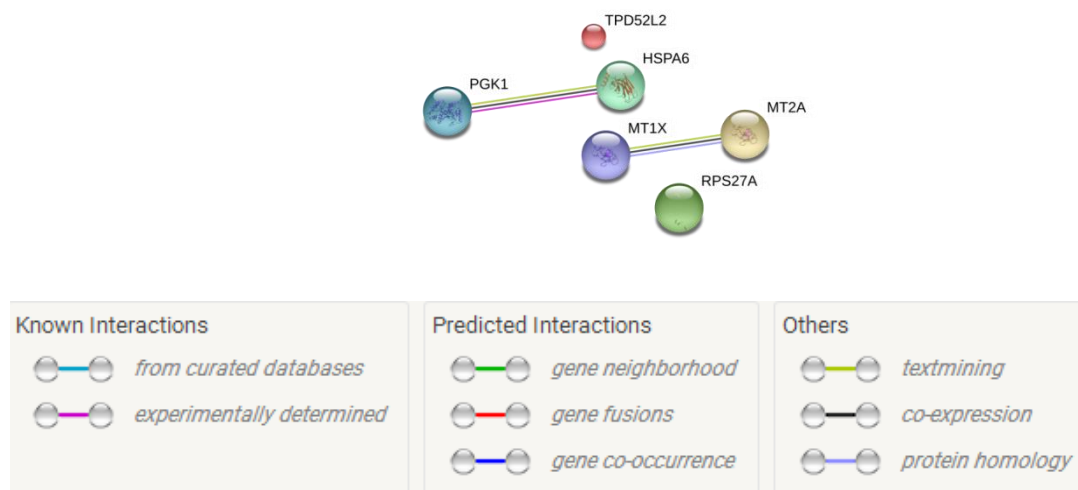 TPD52L2
HSPA6
PGK1
MT2A
MT1X
RPS27A
Known Interactions
from curated databases
experimentally determined
Predicted Interactions
gene neighborhood
gene fusions
gene co-occurrence
Others
textmining
co-expression
protein homology